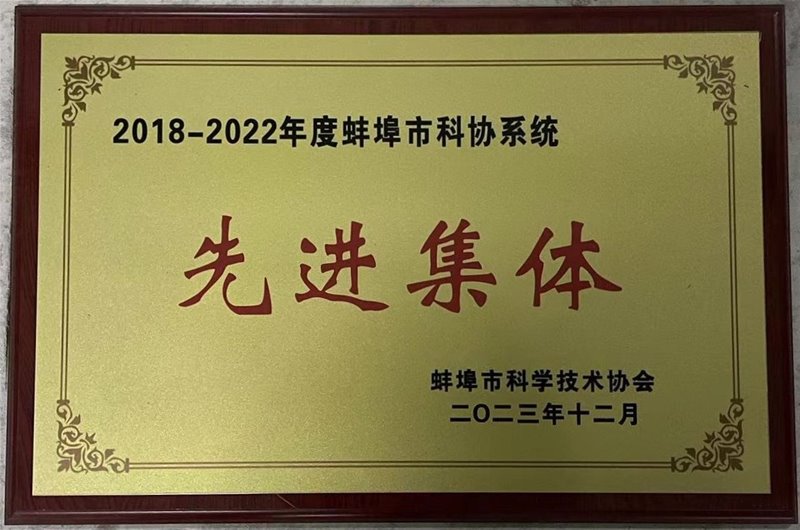 2018-2022年度蚌埠市科协系统
先进集体
蚌埠市科学技术协会
二〇二三年十二月